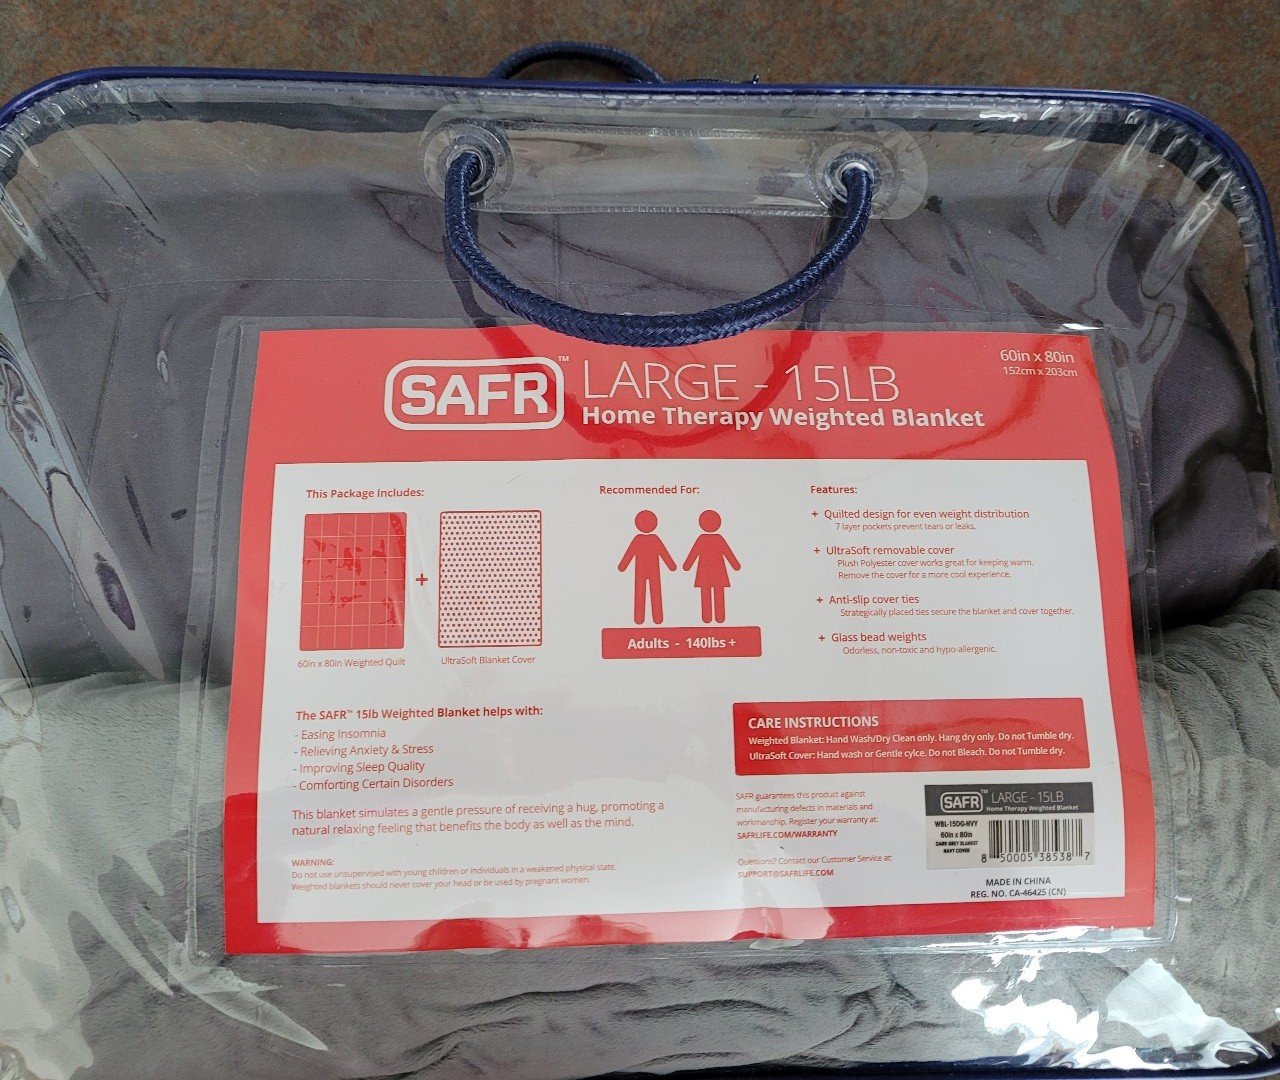 SAFR™
LARGE - 15LB
Home Therapy Weighted Blanket
60in x 80in
152cm x 203cm
This Package Includes:
+
60in x 80in Weighted Quilt
UltraSoft Blanket Cover
Recommended For:
Adults - 140lbs +
Features:
+ Quilted design for even weight distribution
7 layer pockets prevent tears or leaks.
+ UltraSoft removable cover
Plush Polyester cover works great for keeping warm.
Remove the cover for a more cool experience.
+ Anti-slip cover ties
Strategically placed ties secure the blanket and cover together.
+ Glass bead weights
Odorless, non-toxic and hypo-allergenic.
The SAFR™ 15lb Weighted Blanket helps with:
- Easing Insomnia
- Relieving Anxiety & Stress
- Improving Sleep Quality
- Comforting Certain Disorders
This blanket simulates a gentle pressure of receiving a hug, promoting a
natural relaxing feeling that benefits the body as well as the mind.
WARNING:
Do not use unsupervised with young children or individuals in a weakened physical state.
Weighted blankets should never cover your head or be used by pregnant women.
CARE INSTRUCTIONS
Weighted Blanket: Hand Wash/Dry Clean only. Hang dry only. Do not Tumble dry.
UltraSoft Cover: Hand wash or Gentle cylce. Do not Bleach. Do not Tumble dry.
SAFR guarantees this product against
manufacturing defects in materials and
workmanship. Register your warranty at:
SAFRLIFE.COM/WARRANTY
Questions? Contact our Customer Service at:
SUPPORT@SAFRLIFE.COM
SAFR™ LARGE - 15LB
Home Therapy Weighted Blanket
WBL-15DG-NVY
60in x 80in
DARK GREY BLANKET
NAVY COVER
8 50005 38538 7
MADE IN CHINA
REG. NO. CA-46425 (CN)